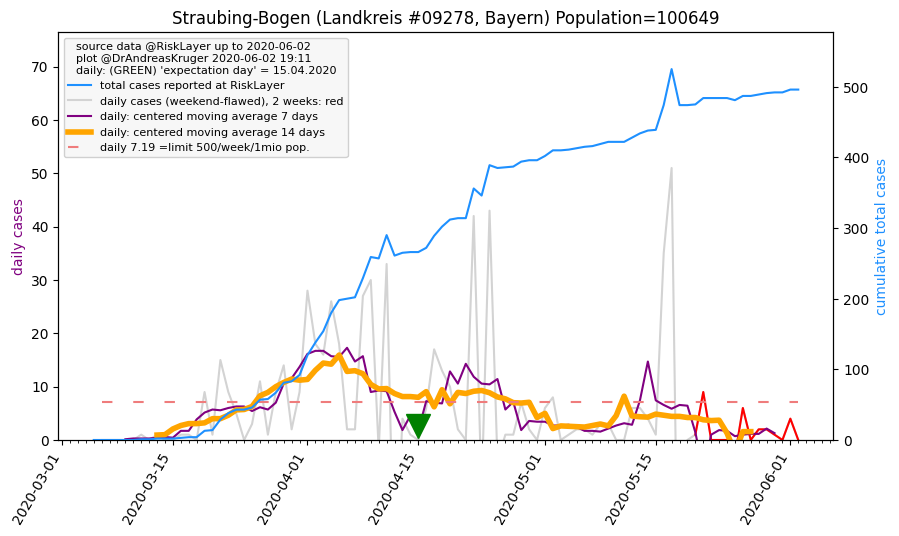 Straubing-Bogen (Landkreis #09278, Bayern) Population=100649
source data @RiskLayer up to 2020-06-02
plot @DrAndreasKruger 2020-06-02 19:11
daily: (GREEN) 'expectation day' = 15.04.2020
total cases reported at RiskLayer
daily cases (weekend-flawed), 2 weeks: red
daily: centered moving average 7 days
daily: centered moving average 14 days
daily 7.19 =limit 500/week/1mio pop.
daily cases
70
60
50
40
30
20
10
0
cumulative total cases
500
400
300
200
100
0
2020-03-01
2020-03-15
2020-04-01
2020-04-15
2020-05-01
2020-05-15
2020-06-01